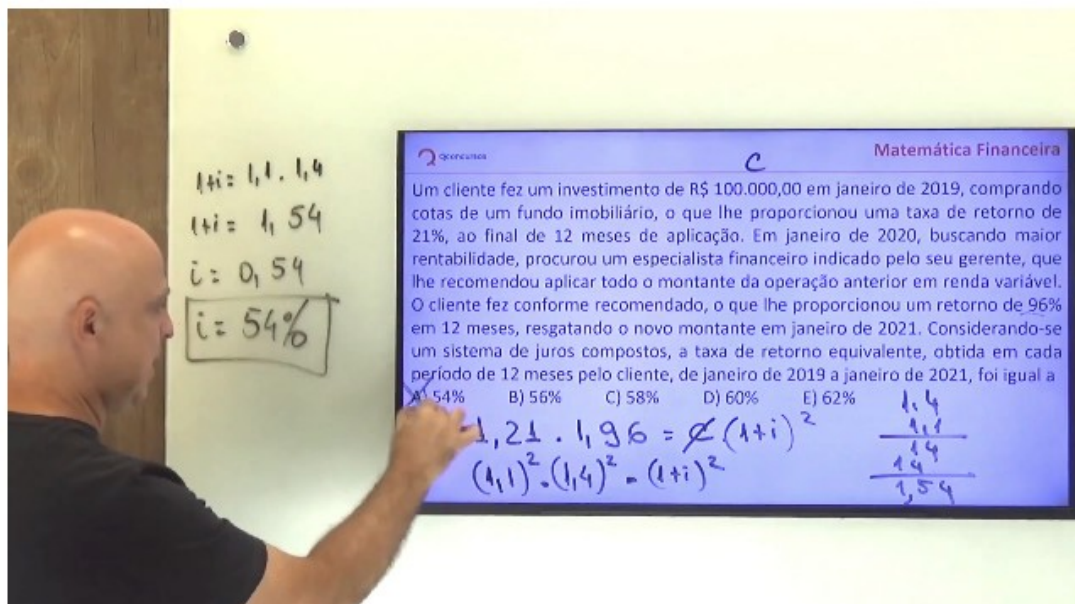 1+i = 1,1 . 1,4
1+i = 1, 54
i = 0, 54
i = 54%
Qconcursos
C
Matemática Financeira
Um cliente fez um investimento de R$ 100.000,00 em janeiro de 2019, comprando
cotas de um fundo imobiliário, o que lhe proporcionou uma taxa de retorno de
21%, ao final de 12 meses de aplicação. Em janeiro de 2020, buscando maior
rentabilidade, procurou um especialista financeiro indicado pelo seu gerente, que
lhe recomendou aplicar todo o montante da operação anterior em renda variável.
O cliente fez conforme recomendado, o que lhe proporcionou um retorno de 96%
em 12 meses, resgatando o novo montante em janeiro de 2021. Considerando-se
um sistema de juros compostos, a taxa de retorno equivalente, obtida em cada
período de 12 meses pelo cliente, de janeiro de 2019 a janeiro de 2021, foi igual a
A) 54% B) 56% C) 58% D) 60% E) 62%
1,21 . 1,96 = C (1+i)²
(1,1)² . (1,4)² = (1+i)²
1,4
1,1
14
14
1,54